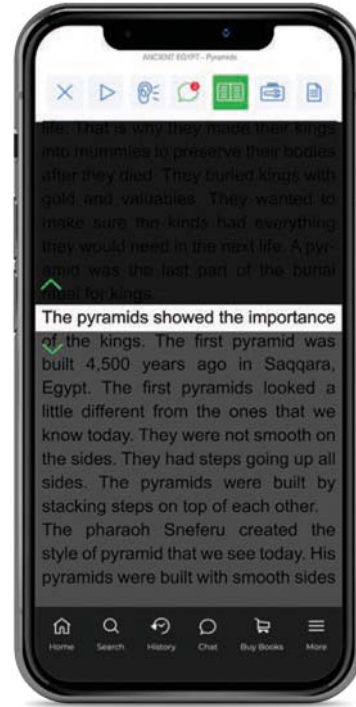 ANCIENT EGYPT - Pyramids
life. That is why they made their kings
into mummies to preserve their bodies
after they died. They buried kings with
gold and valuables. They wanted to
make sure the kinds had everything
they would need in the next life. A pyr-
amid was the last part of the burial
ritual for kings.
The pyramids showed the importance
of the kings. The first pyramid was
built 4,500 years ago in Saqqara,
Egypt. The first pyramids looked a
little different from the ones that we
know today. They were not smooth on
the sides. They had steps going up all
sides. The pyramids were built by
stacking steps on top of each other.
The pharaoh Sneferu created the
style of pyramid that we see today. His
pyramids were built with smooth sides
Home Search History Chat Buy Books More